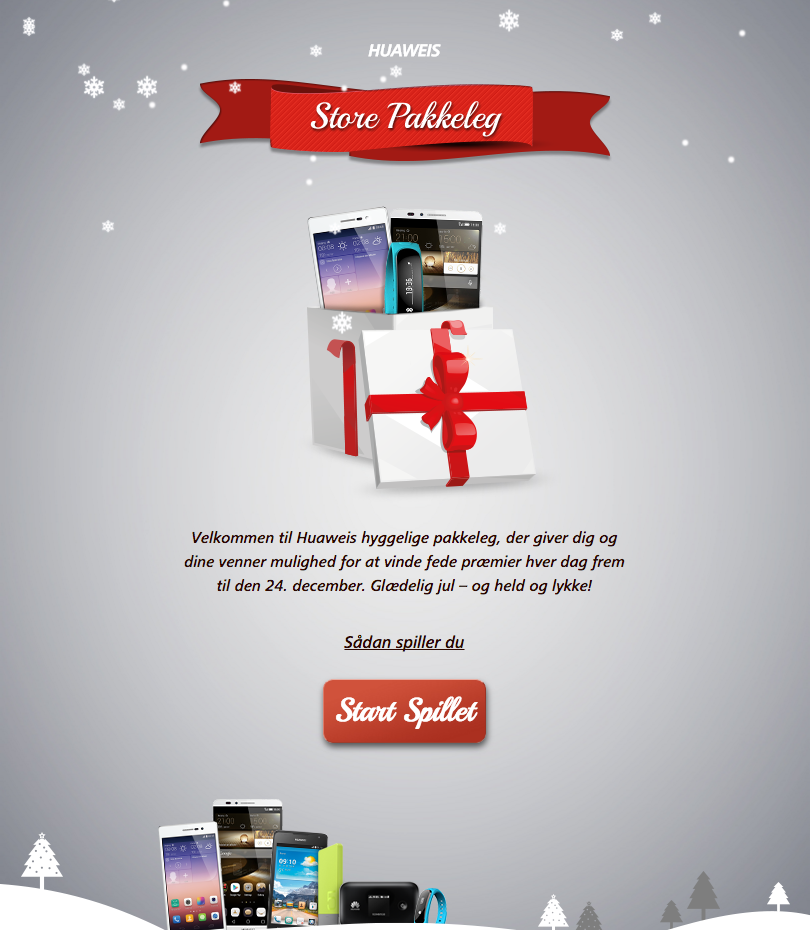 HUAWEIS
Store Pakkeleg
Velkommen til Huaweis hyggelige pakkeleg, der giver dig og
dine venner mulighed for at vinde fede præmier hver dag frem
til den 24. december. Glædelig jul – og held og lykke!
Sådan spiller du
Start Spillet